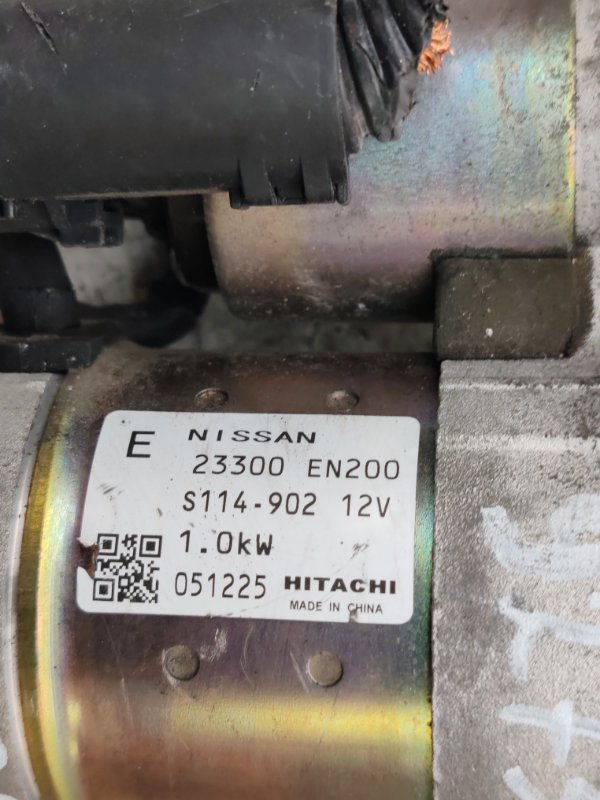 E NISSAN
23300 EN200
S114-902 12V
1.0kW
051225 HITACHI
MADE IN CHINA